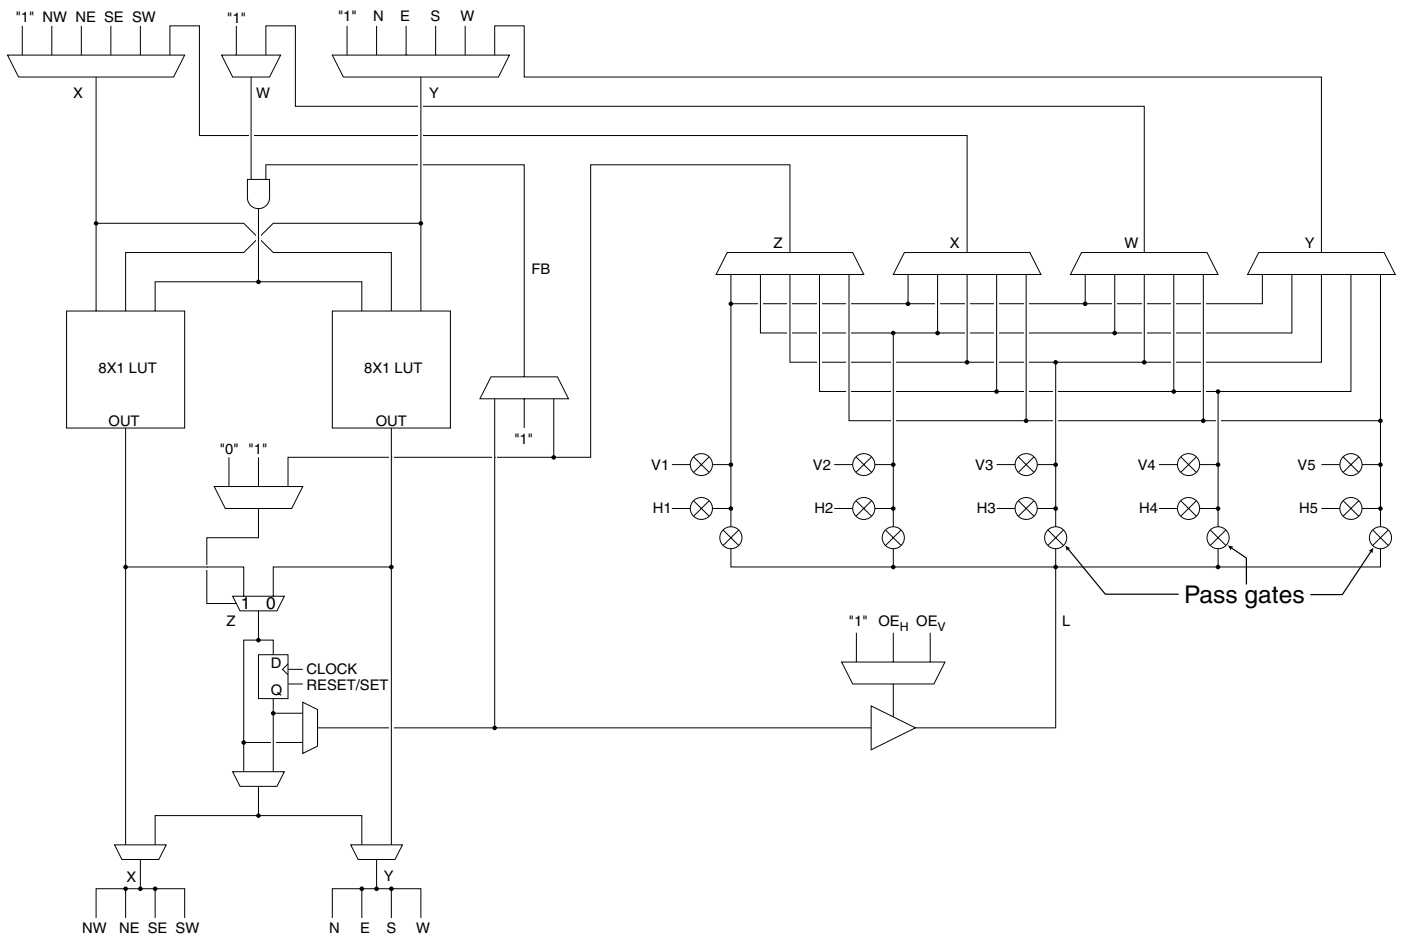 "1" NW NE SE SW "1" "1" N E S W
X W Y
Z X W Y
FB
8X1 LUT 8X1 LUT
OUT OUT
"1"
"0" "1"
V1 V2 V3 V4 V5
H1 H2 H3 H4 H5
Pass gates
1 0
Z "1" OEH OEV L
D CLOCK
Q RESET/SET
X Y
NW NE SE SW N E S W